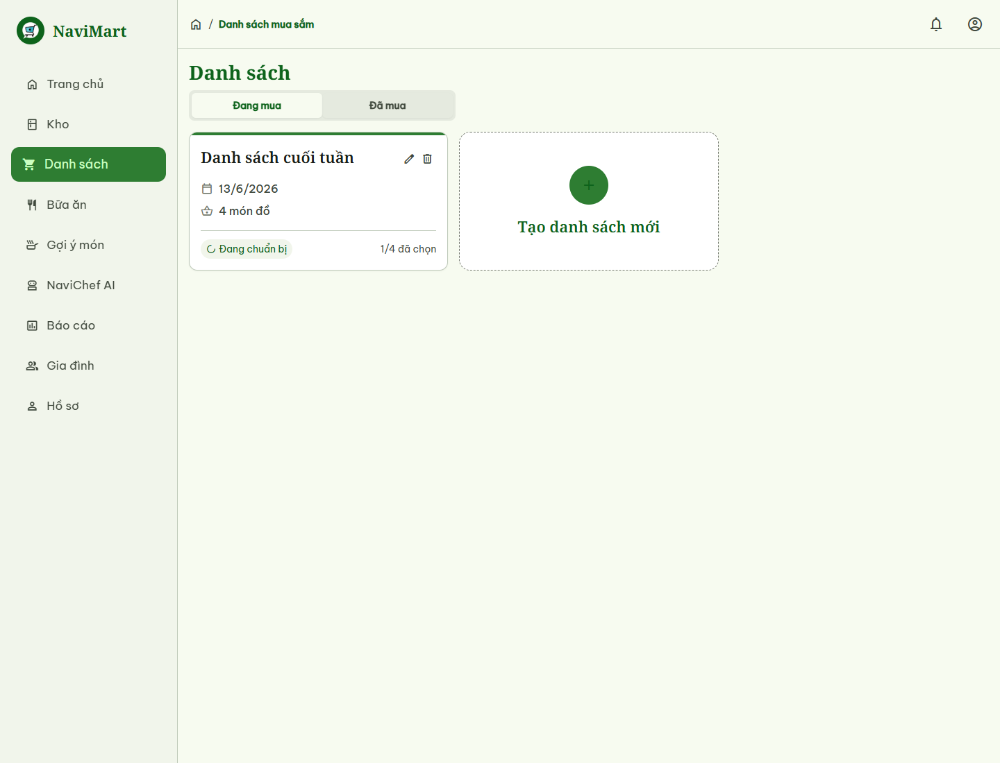 NaviMart
Trang chủ
Kho
Danh sách
Bữa ăn
Gợi ý món
NaviChef AI
Báo cáo
Gia đình
Hồ sơ
/ Danh sách mua sắm
Danh sách
Đang mua
Đã mua
Danh sách cuối tuần
13/6/2026
4 món đồ
Đang chuẩn bị
1/4 đã chọn
Tạo danh sách mới